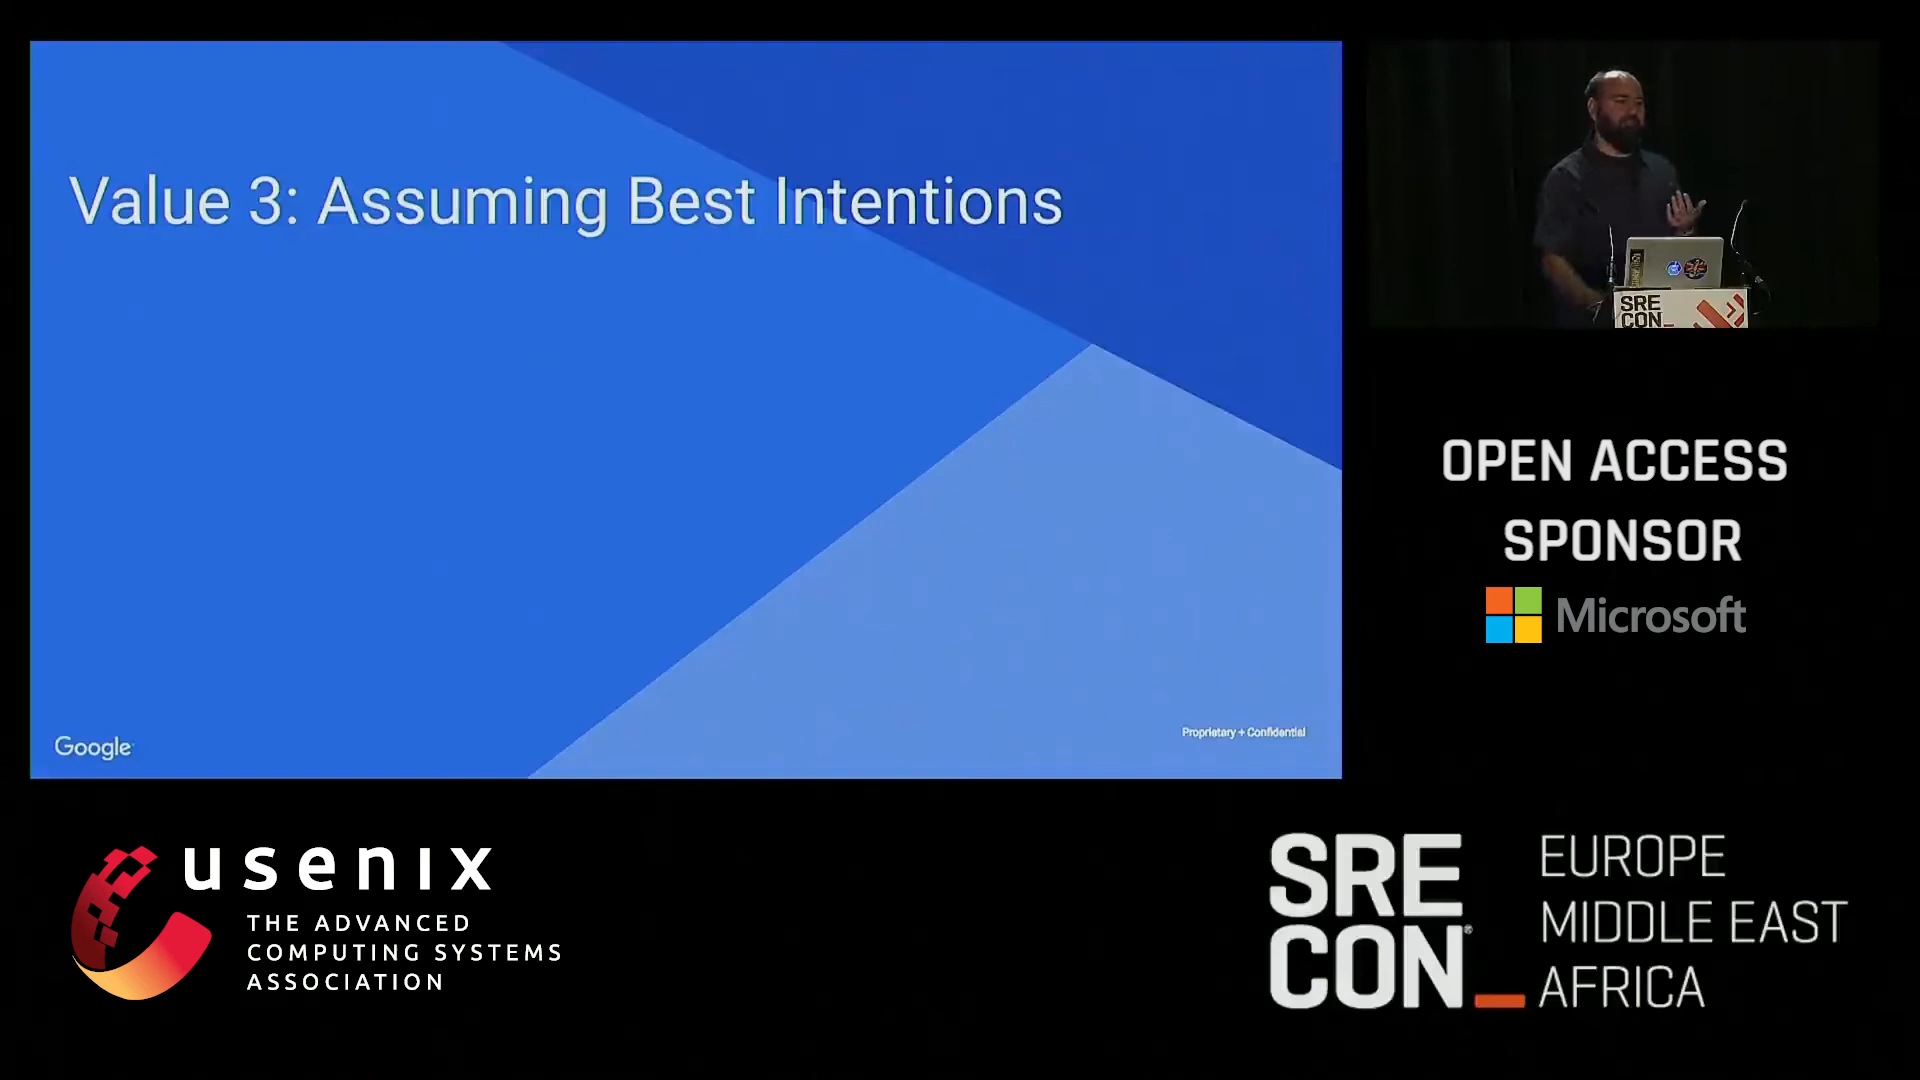 Value 3: Assuming Best Intentions
Google
Proprietary + Confidential
SRE
CON_
OPEN ACCESS
SPONSOR
Microsoft
usenix
THE ADVANCED
COMPUTING SYSTEMS
ASSOCIATION
SRE
CON®_
EUROPE
MIDDLE EAST
AFRICA